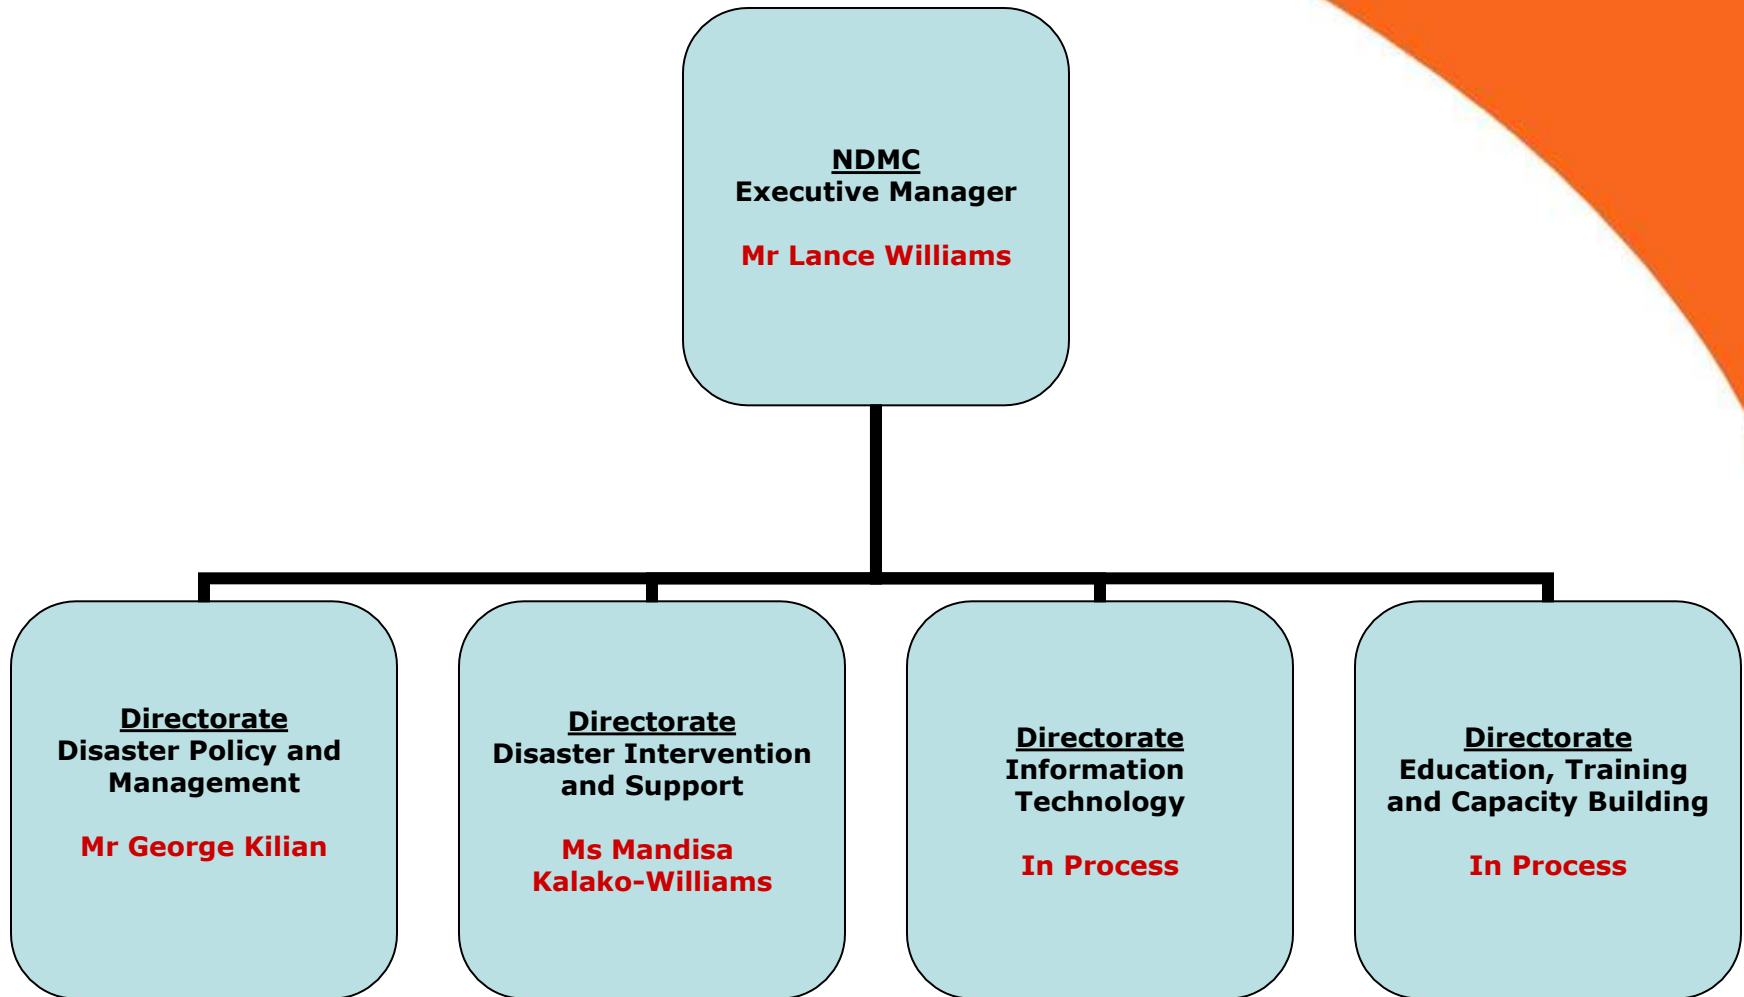 NDMC
Executive Manager
Mr Lance Williams
Directorate
Disaster Policy and
Management
Mr George Kilian
Directorate
Disaster Intervention
and Support
Ms Mandisa
Kalako-Williams
Directorate
Information
Technology
In Process
Directorate
Education, Training
and Capacity Building
In Process